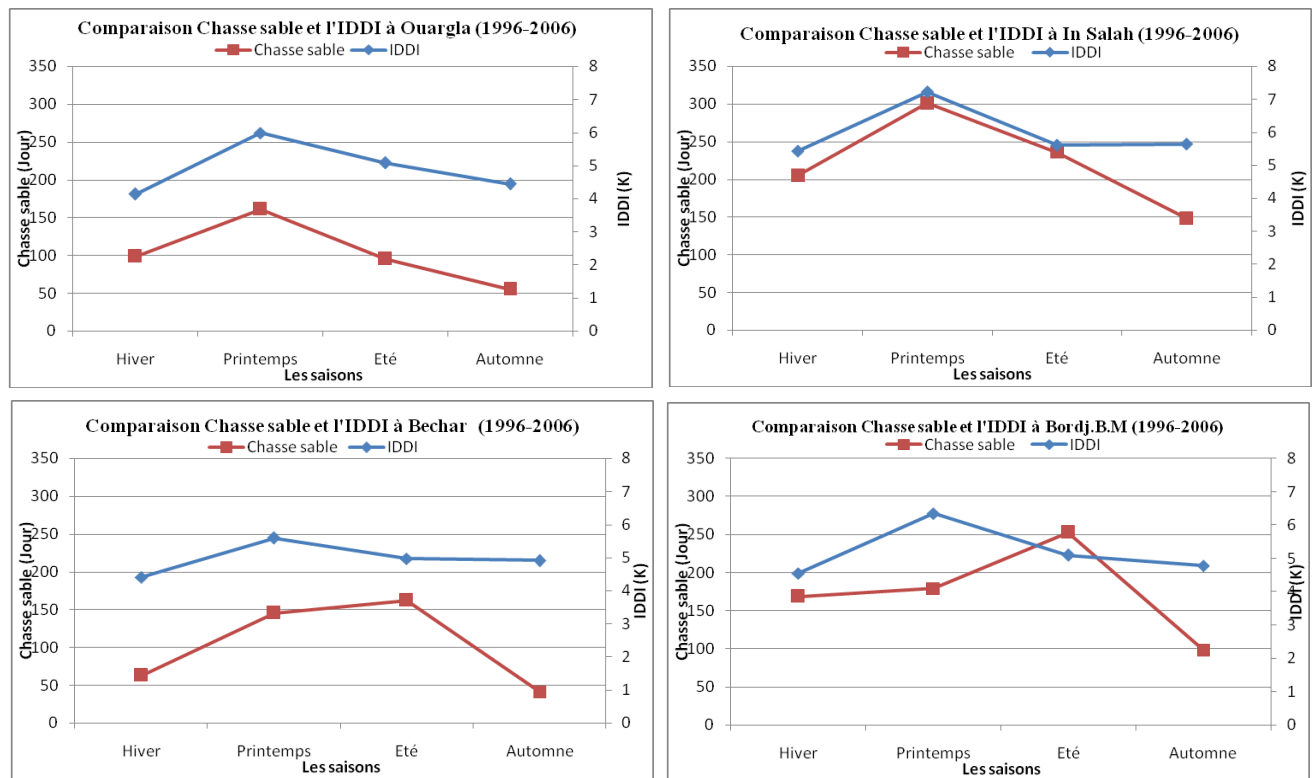 Comparaison Chasse sable et l'IDDI à Ouargla (1996-2006)
Chasse sable IDDI
Chasse sable (Jour)
350
300
250
200
150
100
50
0
8
7
6
5
4
3
2
1
0
IDDI (K)
Hiver Printemps Eté Automne
Les saisons
Comparaison Chasse sable et l'IDDI à In Salah (1996-2006)
Chasse sable IDDI
Chasse sable (Jour)
350
300
250
200
150
100
50
0
8
7
6
5
4
3
2
1
0
IDDI (K)
Hiver Printemps Eté Automne
Les saisons
Comparaison Chasse sable et l'IDDI à Bechar (1996-2006)
Chasse sable IDDI
Chasse sable (Jour)
350
300
250
200
150
100
50
0
8
7
6
5
4
3
2
1
0
IDDI (K)
Hiver Printemps Eté Automne
Les saisons
Comparaison Chasse sable et l'IDDI à Bordj.B.M (1996-2006)
Chasse sable IDDI
Chasse sable (Jour)
350
300
250
200
150
100
50
0
8
7
6
5
4
3
2
1
0
IDDI (K)
Hiver Printemps Eté Automne
Les saisons